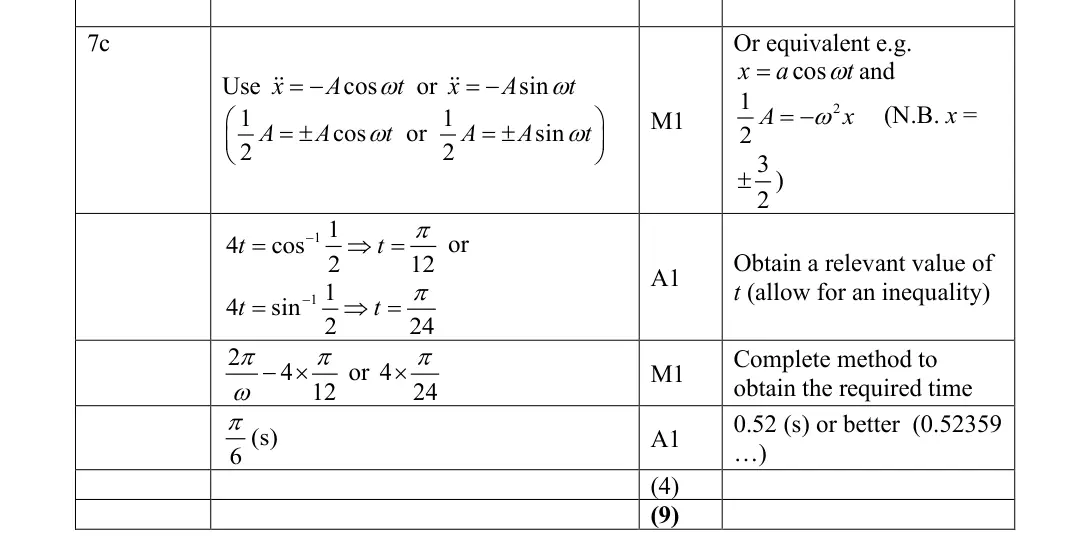 7c
Use ẍ = −A cos ωt or ẍ = −A sin ωt
(1/2 A = ±A cos ωt or 1/2 A = ±A sin ωt)
M1
Or equivalent e.g.
x = a cos ωt and
1/2 A = −ω²x (N.B. x =
±3/2)
4t = cos⁻¹ 1/2 ⇒ t = π/12 or
4t = sin⁻¹ 1/2 ⇒ t = π/24
A1
Obtain a relevant value of
t (allow for an inequality)
2π/ω − 4 × π/12 or 4 × π/24
M1
Complete method to
obtain the required time
π/6 (s)
A1
0.52 (s) or better (0.52359
…)
(4)
(9)